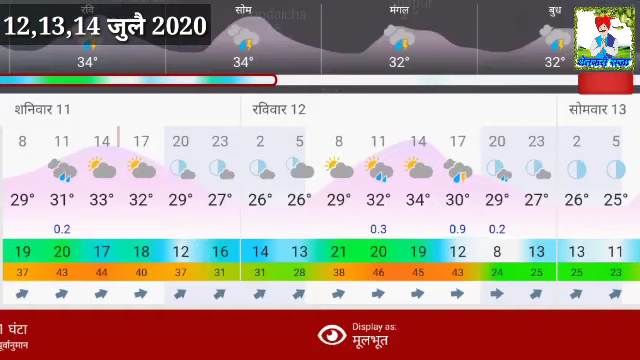 रवि सोम मंगल बुध
12,13,14 जुलै 2020
34° 34° 32° 32°
शेतकरी राजा
शनिवार 11 रविवार 12 सोमवार 13
8 11 14 17 20 23 2 5 8 11 14 17 20 23 2 5
29° 31° 33° 32° 29° 27° 26° 26° 29° 32° 34° 30° 29° 27° 26° 25°
0.2 0.3 0.9 0.2
19 20 17 18 12 16 14 13 21 20 19 12 8 13 13 11
37 43 44 40 37 31 31 28 38 46 45 43 24 25 25 23
1 घंटा
पूर्वानुमान
Display as:
मूलभूत